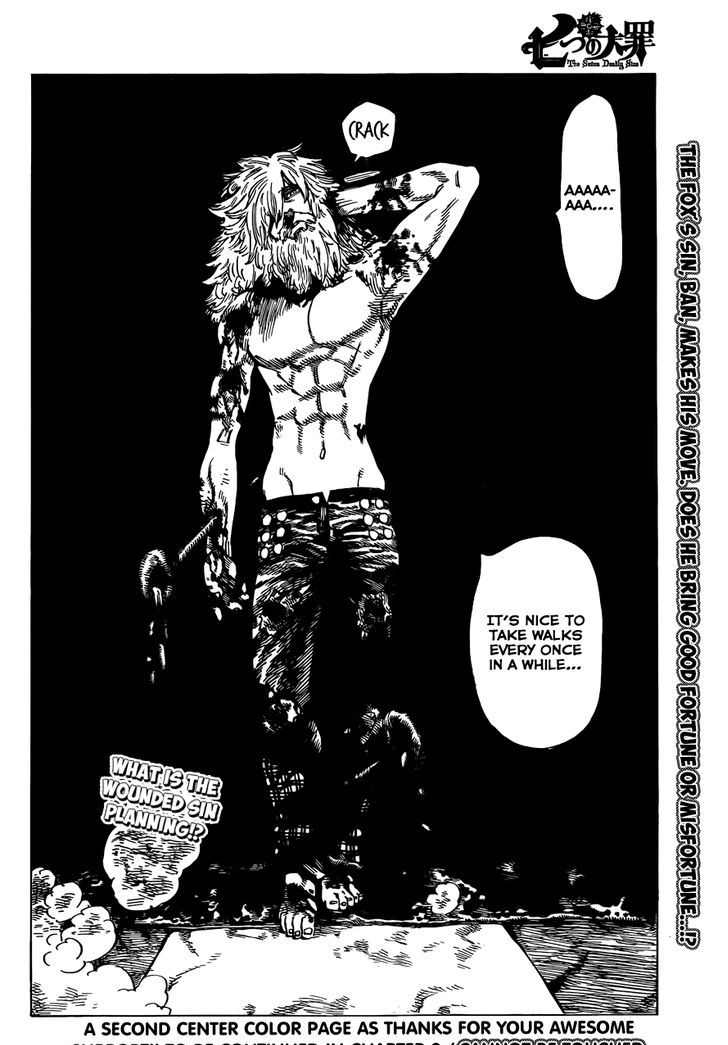 七つの大罪
The Seven Deadly Sins
CRACK
AAAAA-
AAA....
THE FOX'S SIN, BAN, MAKES HIS MOVE. DOES HE BRING GOOD FORTUNE OR MISFORTUNE...!?
IT'S NICE TO
TAKE WALKS
EVERY ONCE
IN A WHILE...
WHAT IS THE
WOUNDED SIN
PLANNING!?
A SECOND CENTER COLOR PAGE AS THANKS FOR YOUR AWESOME